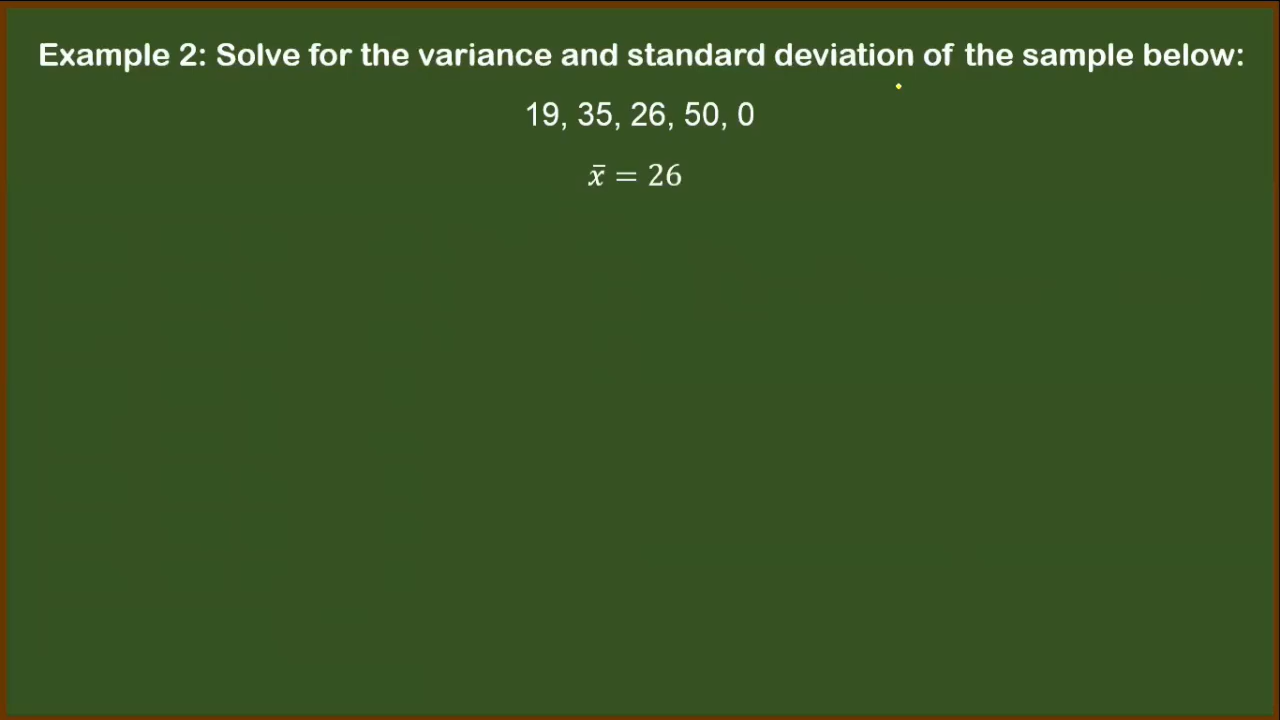 Example 2: Solve for the variance and standard deviation of the sample below:
19, 35, 26, 50, 0
x̄ = 26